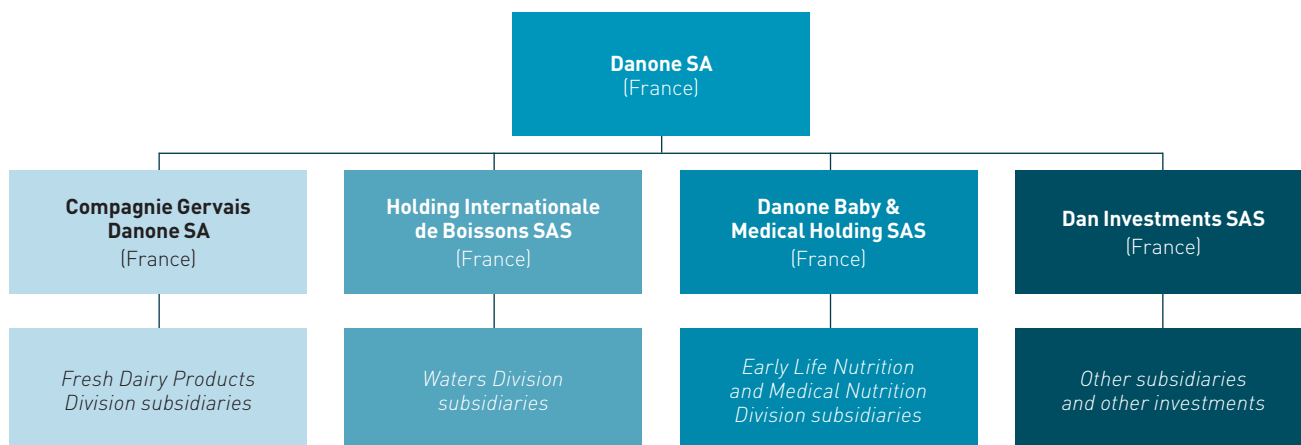 Danone SA
(France)
Compagnie Gervais
Danone SA
(France)
Holding Internationale
de Boissons SAS
(France)
Danone Baby &
Medical Holding SAS
(France)
Dan Investments SAS
(France)
Fresh Dairy Products
Division subsidiaries
Waters Division
subsidiaries
Early Life Nutrition
and Medical Nutrition
Division subsidiaries
Other subsidiaries
and other investments